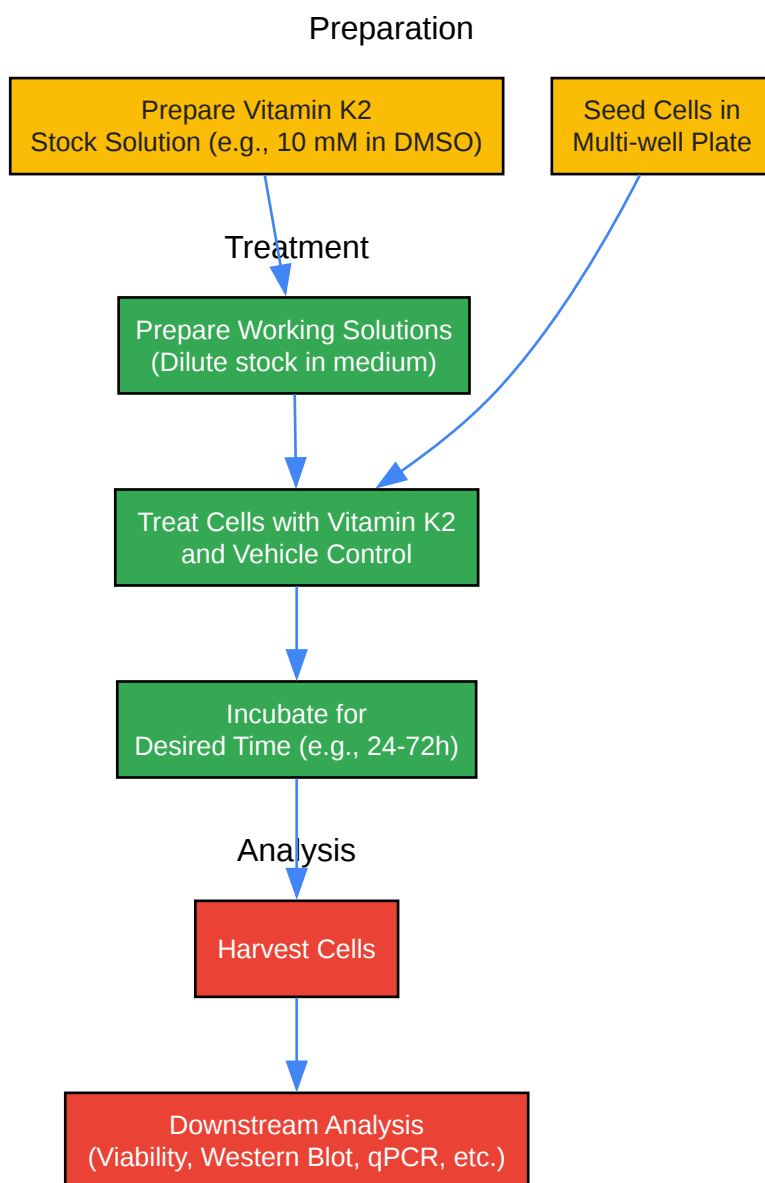 Preparation
Prepare Vitamin K2
Stock Solution (e.g., 10 mM in DMSO)
Seed Cells in
Multi-well Plate
Treatment
Prepare Working Solutions
(Dilute stock in medium)
Treat Cells with Vitamin K2
and Vehicle Control
Incubate for
Desired Time (e.g., 24-72h)
Analysis
Harvest Cells
Downstream Analysis
(Viability, Western Blot, qPCR, etc.)